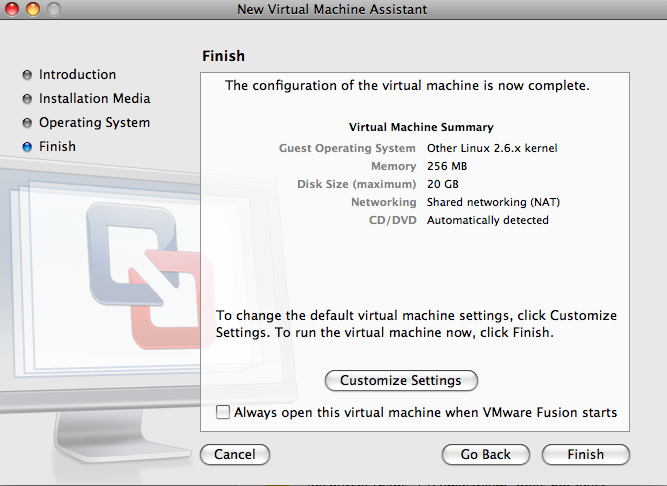 New Virtual Machine Assistant
Introduction
Installation Media
Operating System
Finish
Finish
The configuration of the virtual machine is now complete.
Virtual Machine Summary
Guest Operating System Other Linux 2.6.x kernel
Memory 256 MB
Disk Size (maximum) 20 GB
Networking Shared networking (NAT)
CD/DVD Automatically detected
To change the default virtual machine settings, click Customize
Settings. To run the virtual machine now, click Finish.
Customize Settings
Always open this virtual machine when VMware Fusion starts
Cancel
Go Back
Finish